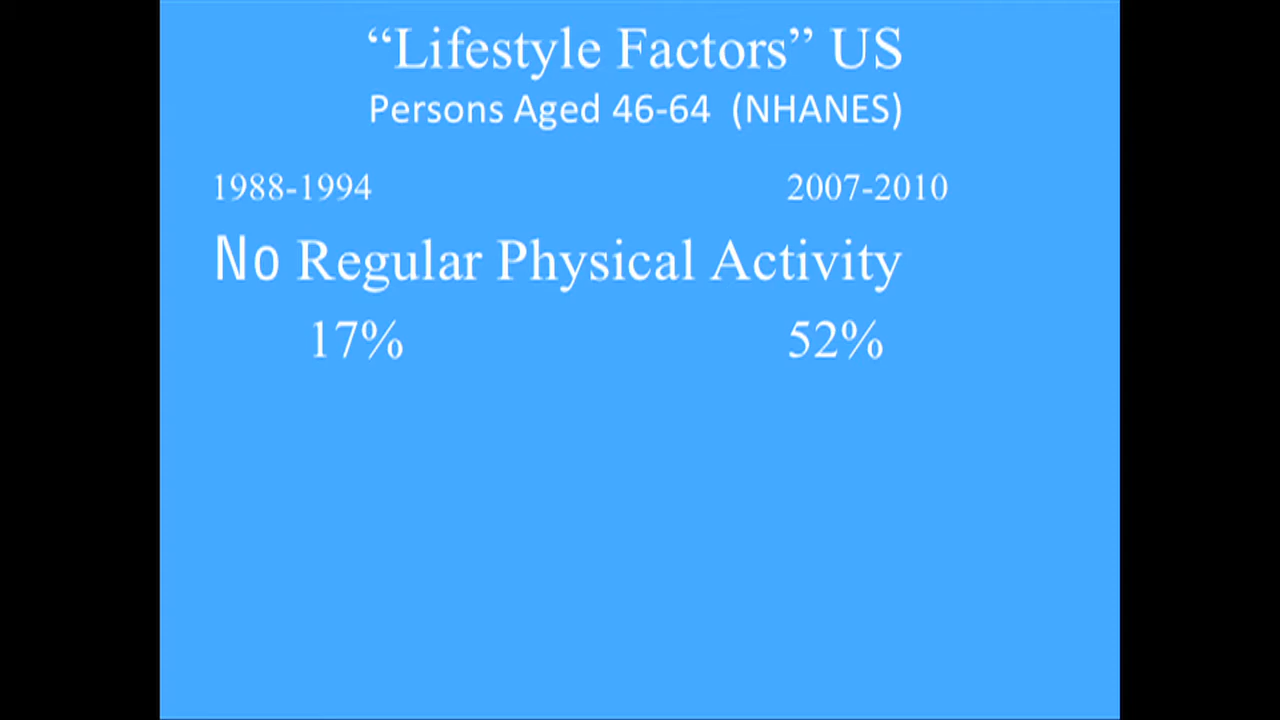 “Lifestyle Factors” US
Persons Aged 46-64 (NHANES)
1988-1994 2007-2010
No Regular Physical Activity
17% 52%